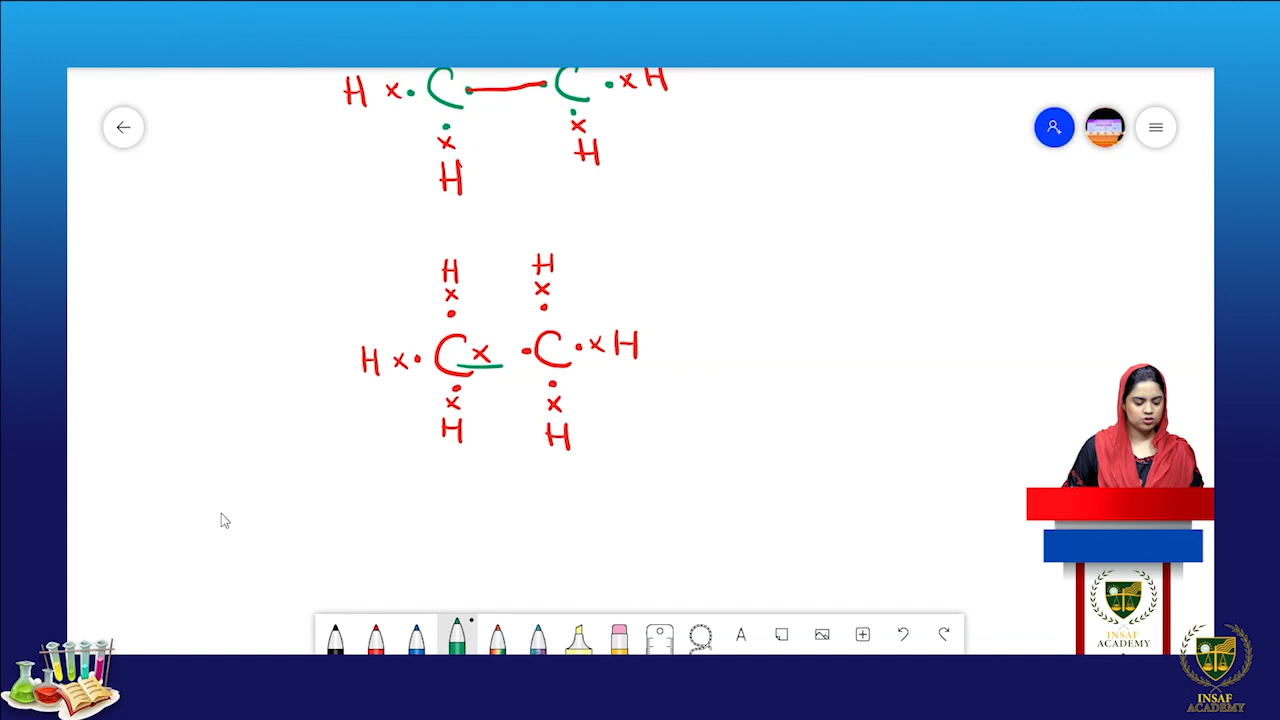 H x • C — C • x H
• •
x x
H H
H H
x x
• •
H x • C x • C • x H
• •
x x
H H
A
INSAF
ACADEMY
INSAF
ACADEMY